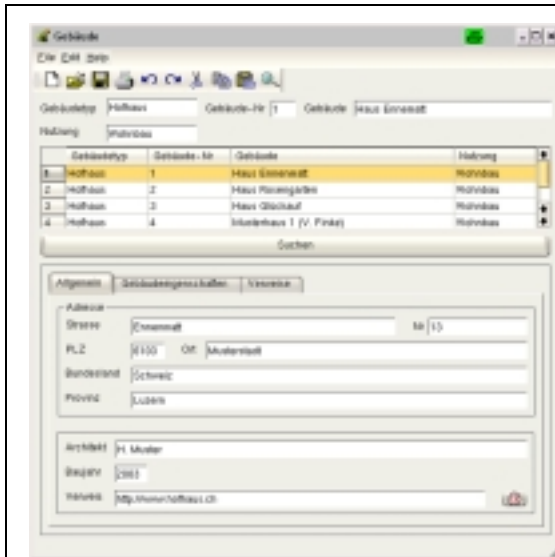 Gebäude
File Edit Help
Gebäudetyp Hofhaus Gebäude-Nr 1 Gebäude Haus Ennematt
Nutzung Wohnbau
Gebäudetyp Gebäude-Nr Gebäude Nutzung
1 Hofhaus 1 Haus Ennematt Wohnbau
2 Hofhaus 2 Haus Rosengarten Wohnbau
3 Hofhaus 3 Haus Glückauf Wohnbau
4 Hofhaus 4 Musterhaus 1 (V. Finke) Wohnbau
Suchen
Allgemein Gebäudeeigenschaften Verweise
Adresse
Strasse Ennematt Nr 13
PLZ 6103 Ort Musterstadt
Bundesland Schweiz
Provinz Luzern
Architekt H. Muster
Baujahr 2003
Verweis http://www.hofhaus.ch